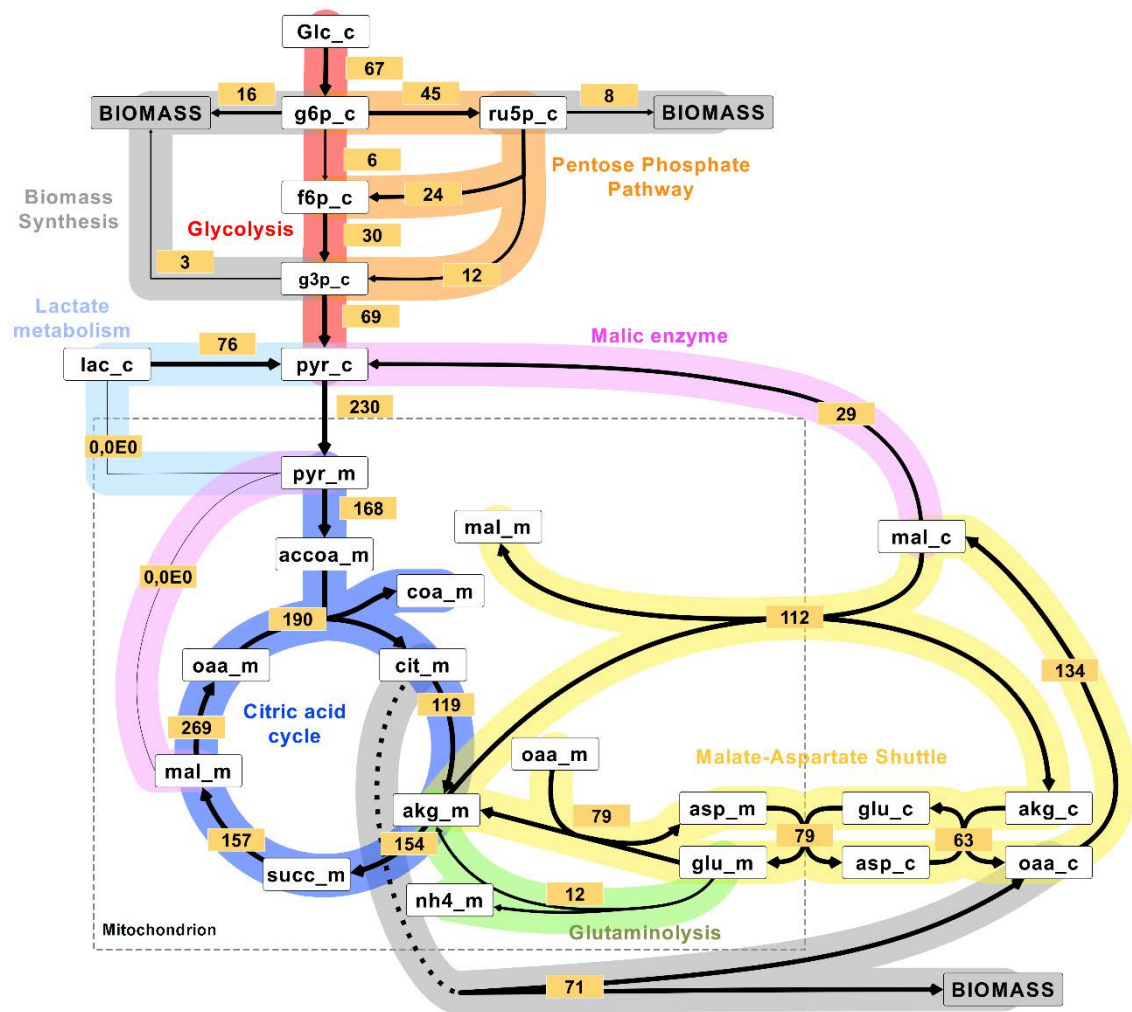 Glc_c
67
16
45
8
BIOMASS
g6p_c
ru5p_c
BIOMASS
6
Pentose Phosphate
Pathway
Biomass
Synthesis
f6p_c
24
Glycolysis
30
3
g3p_c
12
Lactate
metabolism
69
Malic enzyme
76
lac_c
pyr_c
230
29
0,0E0
pyr_m
168
mal_m
mal_c
accoa_m
0,0E0
coa_m
190
112
oaa_m
cit_m
134
119
Citric acid
cycle
269
oaa_m
Malate-Aspartate Shuttle
mal_m
akg_m
asp_m
glu_c
akg_c
79
157
154
79
63
succ_m
glu_m
asp_c
oaa_c
nh4_m
12
Mitochondrion
Glutaminolysis
71
BIOMASS